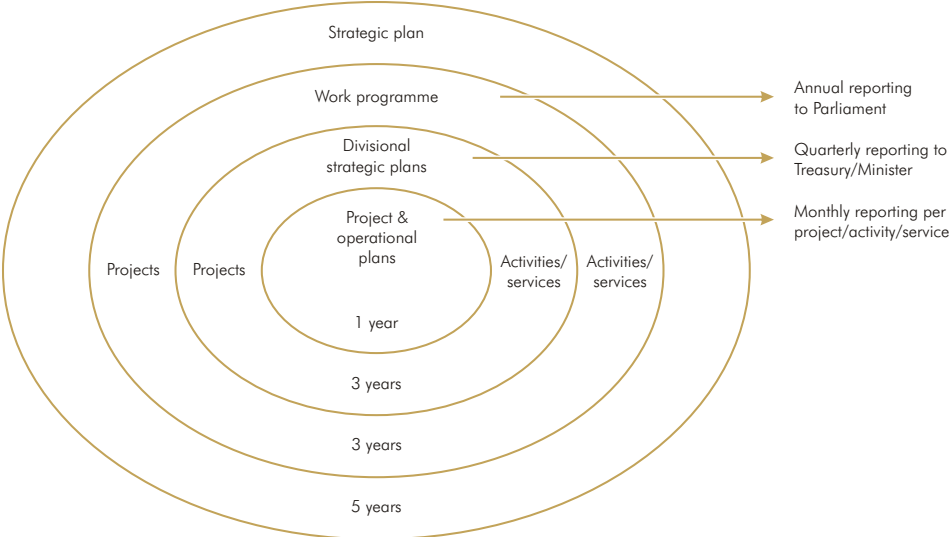 Strategic plan
Work programme
Annual reporting
to Parliament
Divisional
strategic plans
Quarterly reporting to
Treasury/Minister
Project &
operational
plans
Monthly reporting per
project/activity/service
Projects
Projects
Activities/
services
Activities/
services
1 year
3 years
3 years
5 years